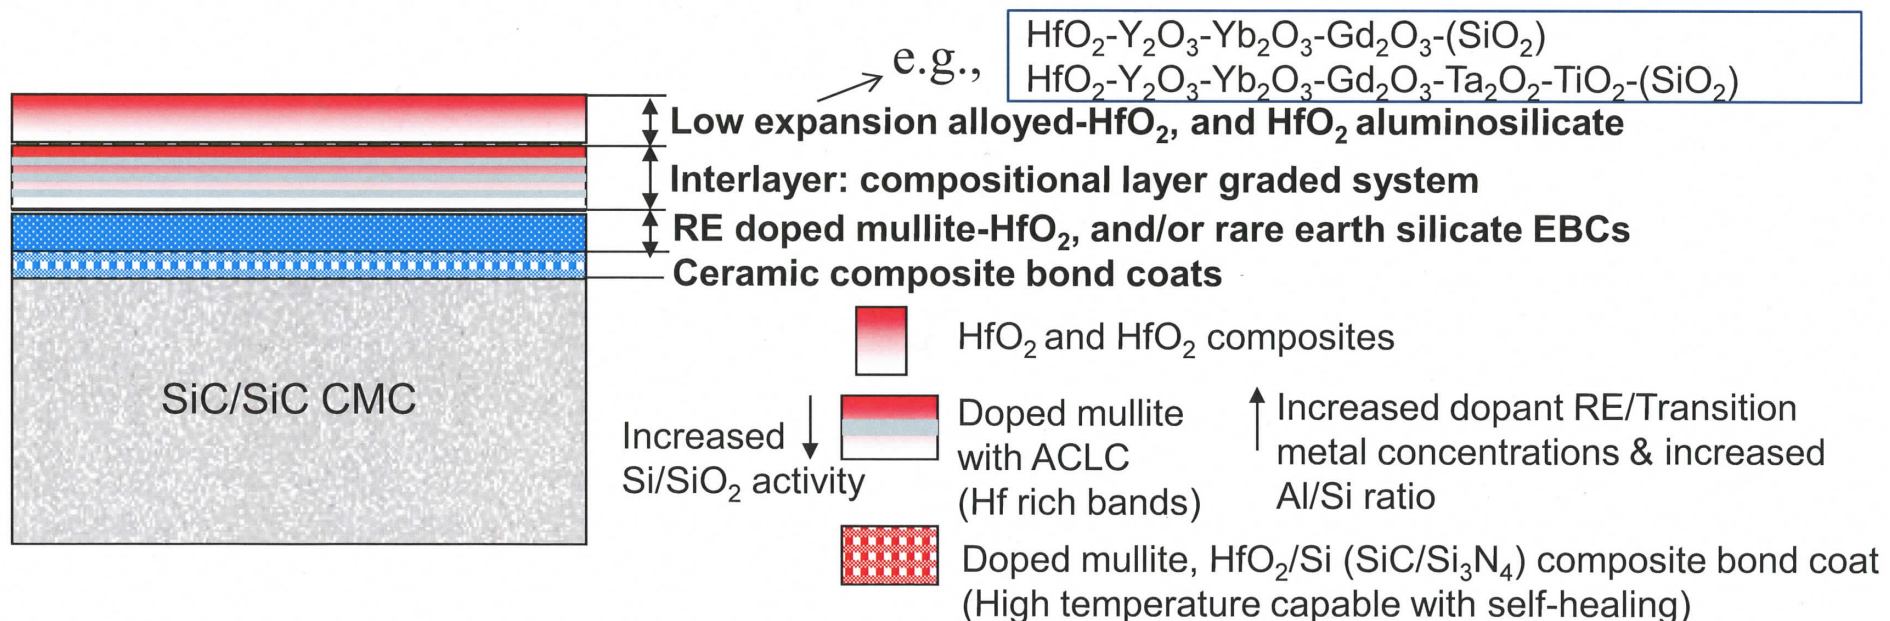 e.g.,
HfO₂-Y₂O₃-Yb₂O₃-Gd₂O₃-(SiO₂)
HfO₂-Y₂O₃-Yb₂O₃-Gd₂O₃-Ta₂O₂-TiO₂-(SiO₂)
Low expansion alloyed-HfO₂, and HfO₂ aluminosilicate
Interlayer: compositional layer graded system
RE doped mullite-HfO₂, and/or rare earth silicate EBCs
Ceramic composite bond coats
SiC/SiC CMC
HfO₂ and HfO₂ composites
Increased
Si/SiO₂ activity
Doped mullite
with ACLC
(Hf rich bands)
Increased dopant RE/Transition
metal concentrations & increased
Al/Si ratio
Doped mullite, HfO₂/Si (SiC/Si₃N₄) composite bond coat
(High temperature capable with self-healing)